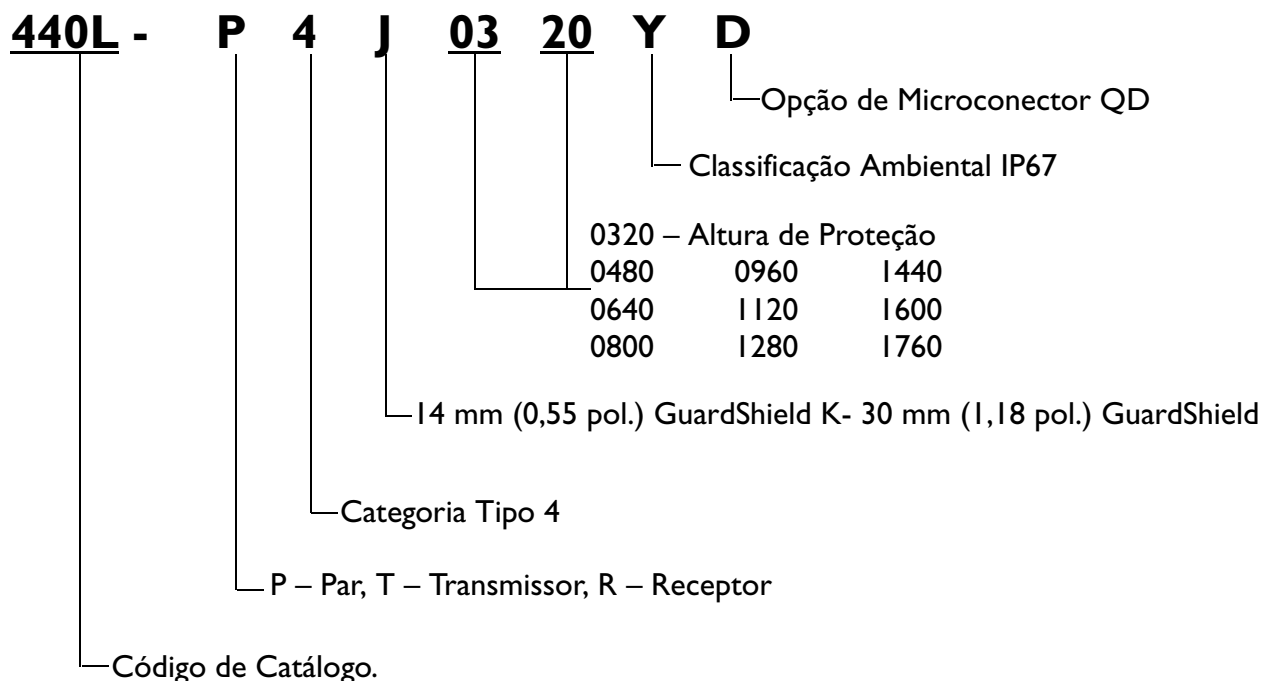 440L - P 4 J 03 20 Y D
Opção de Microconector QD
Classificação Ambiental IP67
0320 – Altura de Proteção
0480 0960 1440
0640 1120 1600
0800 1280 1760
14 mm (0,55 pol.) GuardShield K- 30 mm (1,18 pol.) GuardShield
Categoria Tipo 4
P – Par, T – Transmissor, R – Receptor
Código de Catálogo.